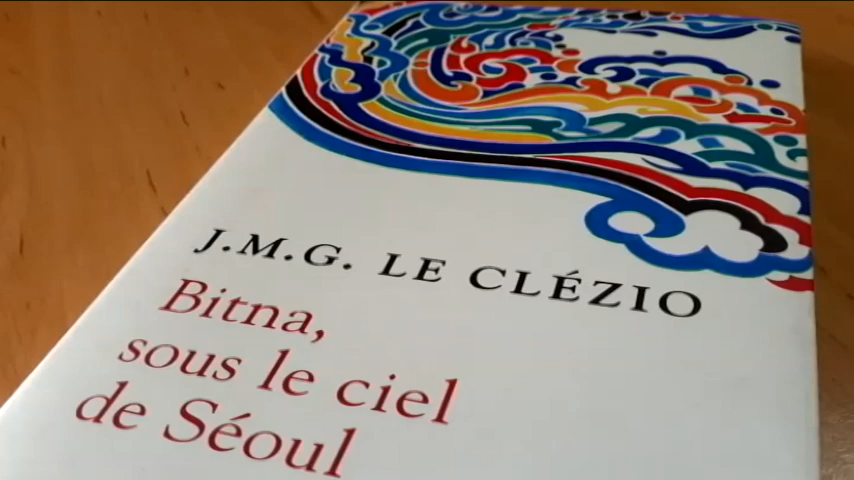 J.M.G. LE CLÉZIO
Bitna,
sous le ciel
de Séoul